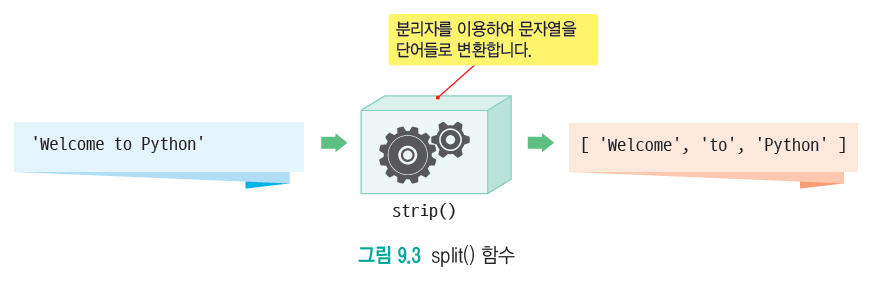 분리자를 이용하여 문자열을
단어들로 변환합니다.
'Welcome to Python'
[ 'Welcome', 'to', 'Python' ]
strip()
그림 9.3 split() 함수